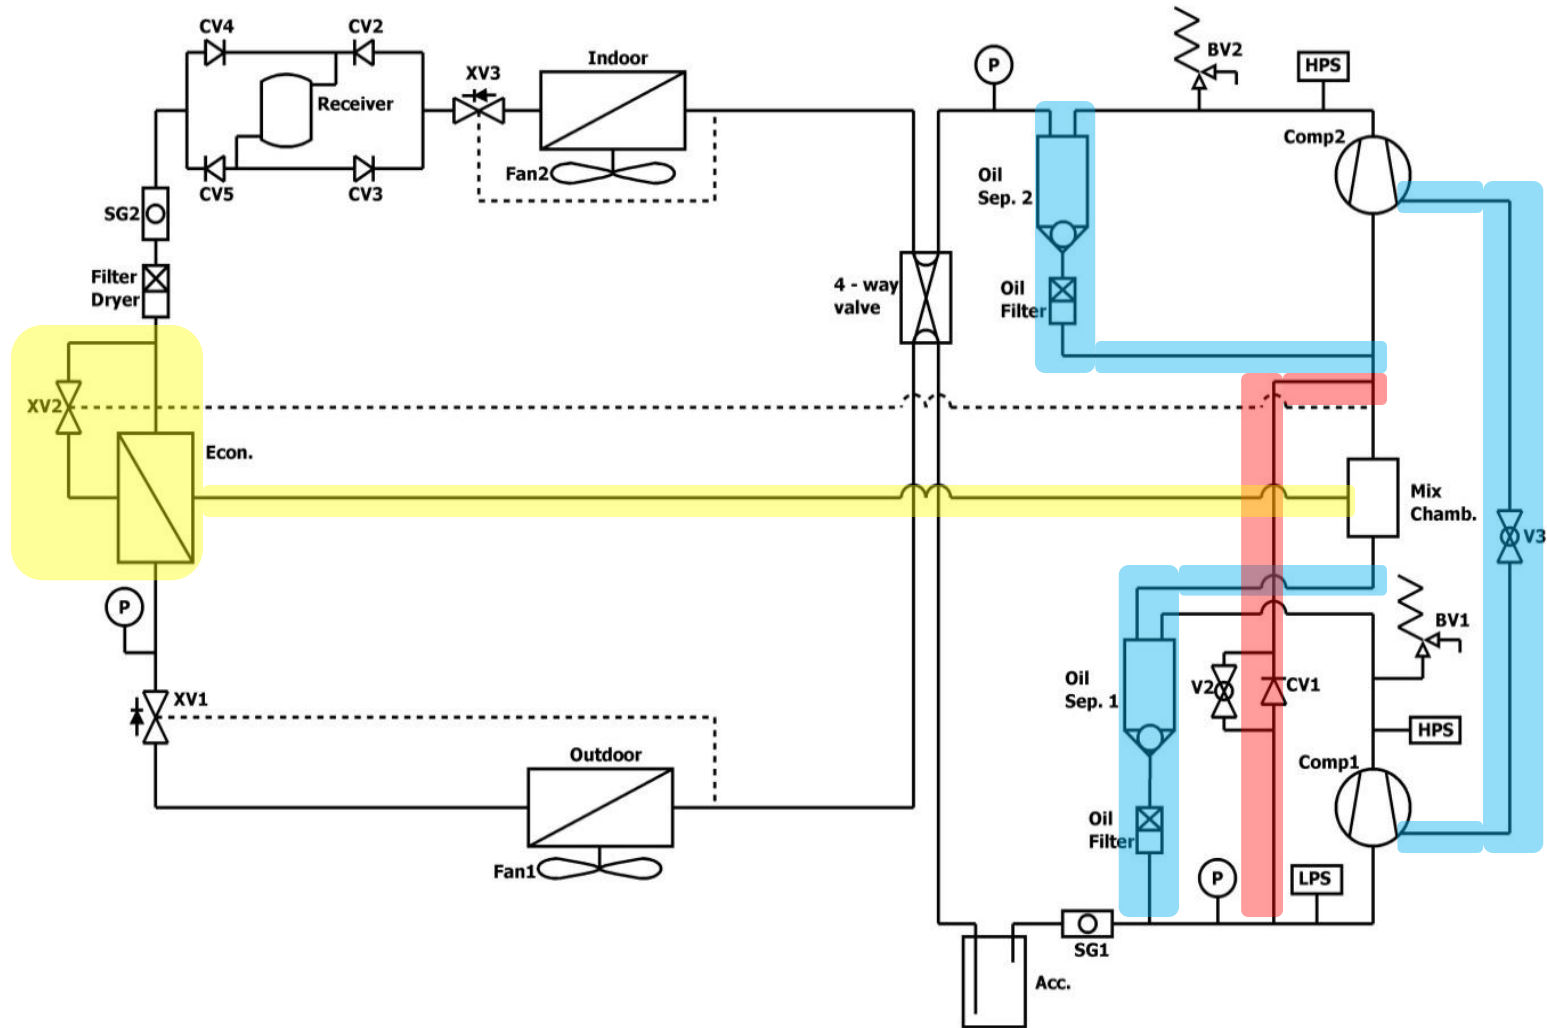 CV4
CV2
XV3
Indoor
P
BV2
HPS
Receiver
Comp2
Fan2
Oil
Sep. 2
CV5
CV3
SG2
Filter
Dryer
4 - way
valve
Oil
Filter
XV2
Econ.
Mix
Chamb.
V3
P
BV1
XV1
Oil
Sep. 1
V2
CV1
HPS
Outdoor
Comp1
Oil
Filter
Fan1
P
LPS
SG1
Acc.